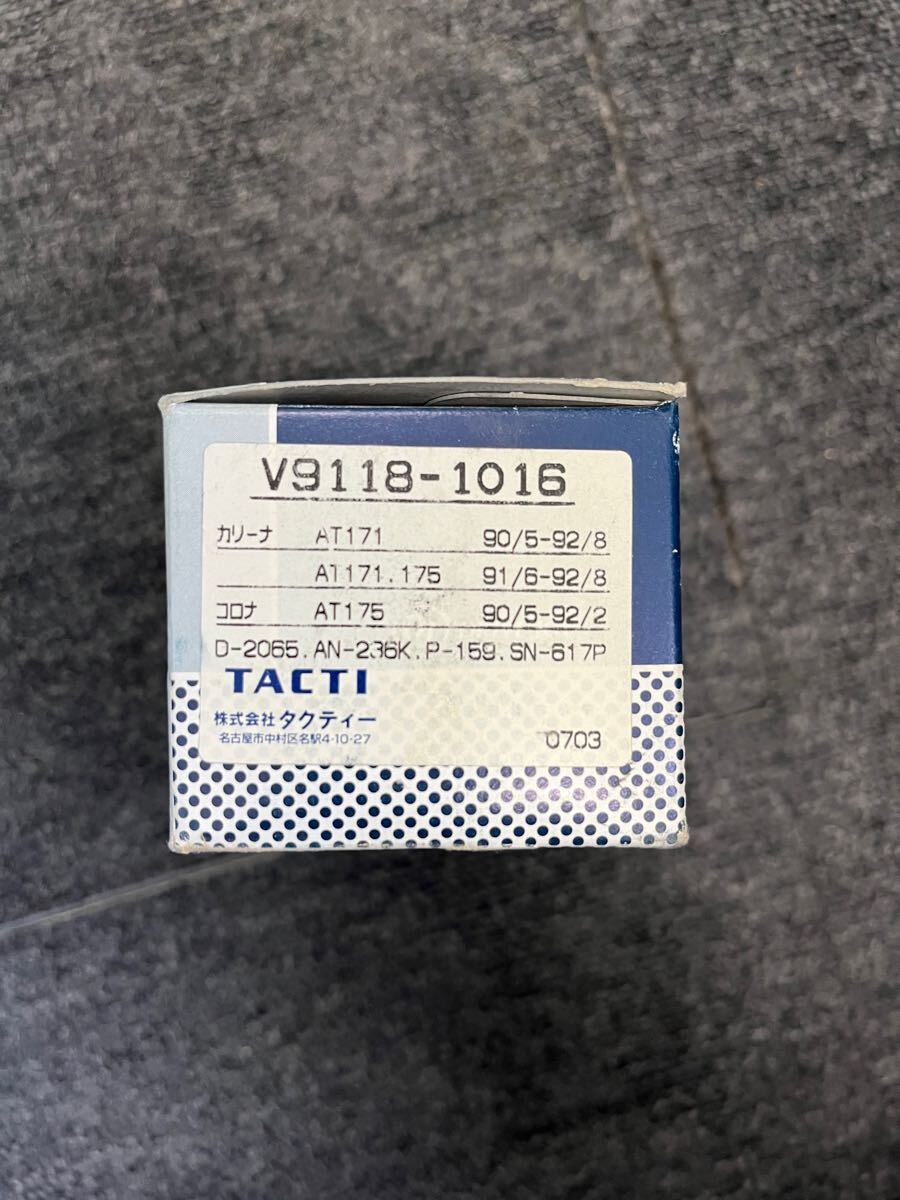 V9118-1016
カリーナ AT171 90/5-92/8
AT171.175 91/6-92/8
コロナ AT175 90/5-92/2
D-2065.AN-236K.P-159.SN-617P
TACTI
株式会社 タクティー
名古屋市中村区名駅4-10-27
0703